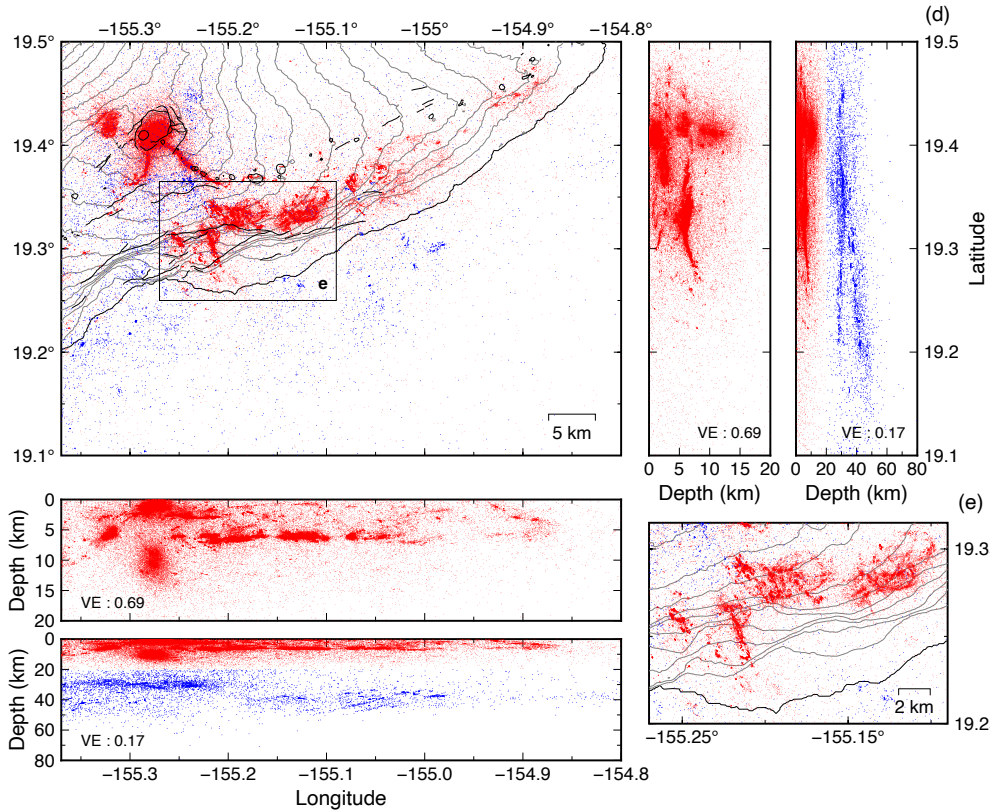 −155.3° −155.2° −155.1° −155° −154.9° −154.8° (d)
19.5° 19.5
19.4° 19.4
19.3° 19.3
19.2° 19.2
19.1° 19.1
Latitude
e
5 km
VE : 0.69 VE : 0.17
0 5 10 15 20 0 20 40 60 80
Depth (km) Depth (km)
0
5
10
15
20
Depth (km)
VE : 0.69
0
20
40
60
80
Depth (km)
VE : 0.17
−155.3 −155.2 −155.1 −155.0 −154.9 −154.8
Longitude
(e)
19.3
19.2
2 km
−155.25° −155.15°